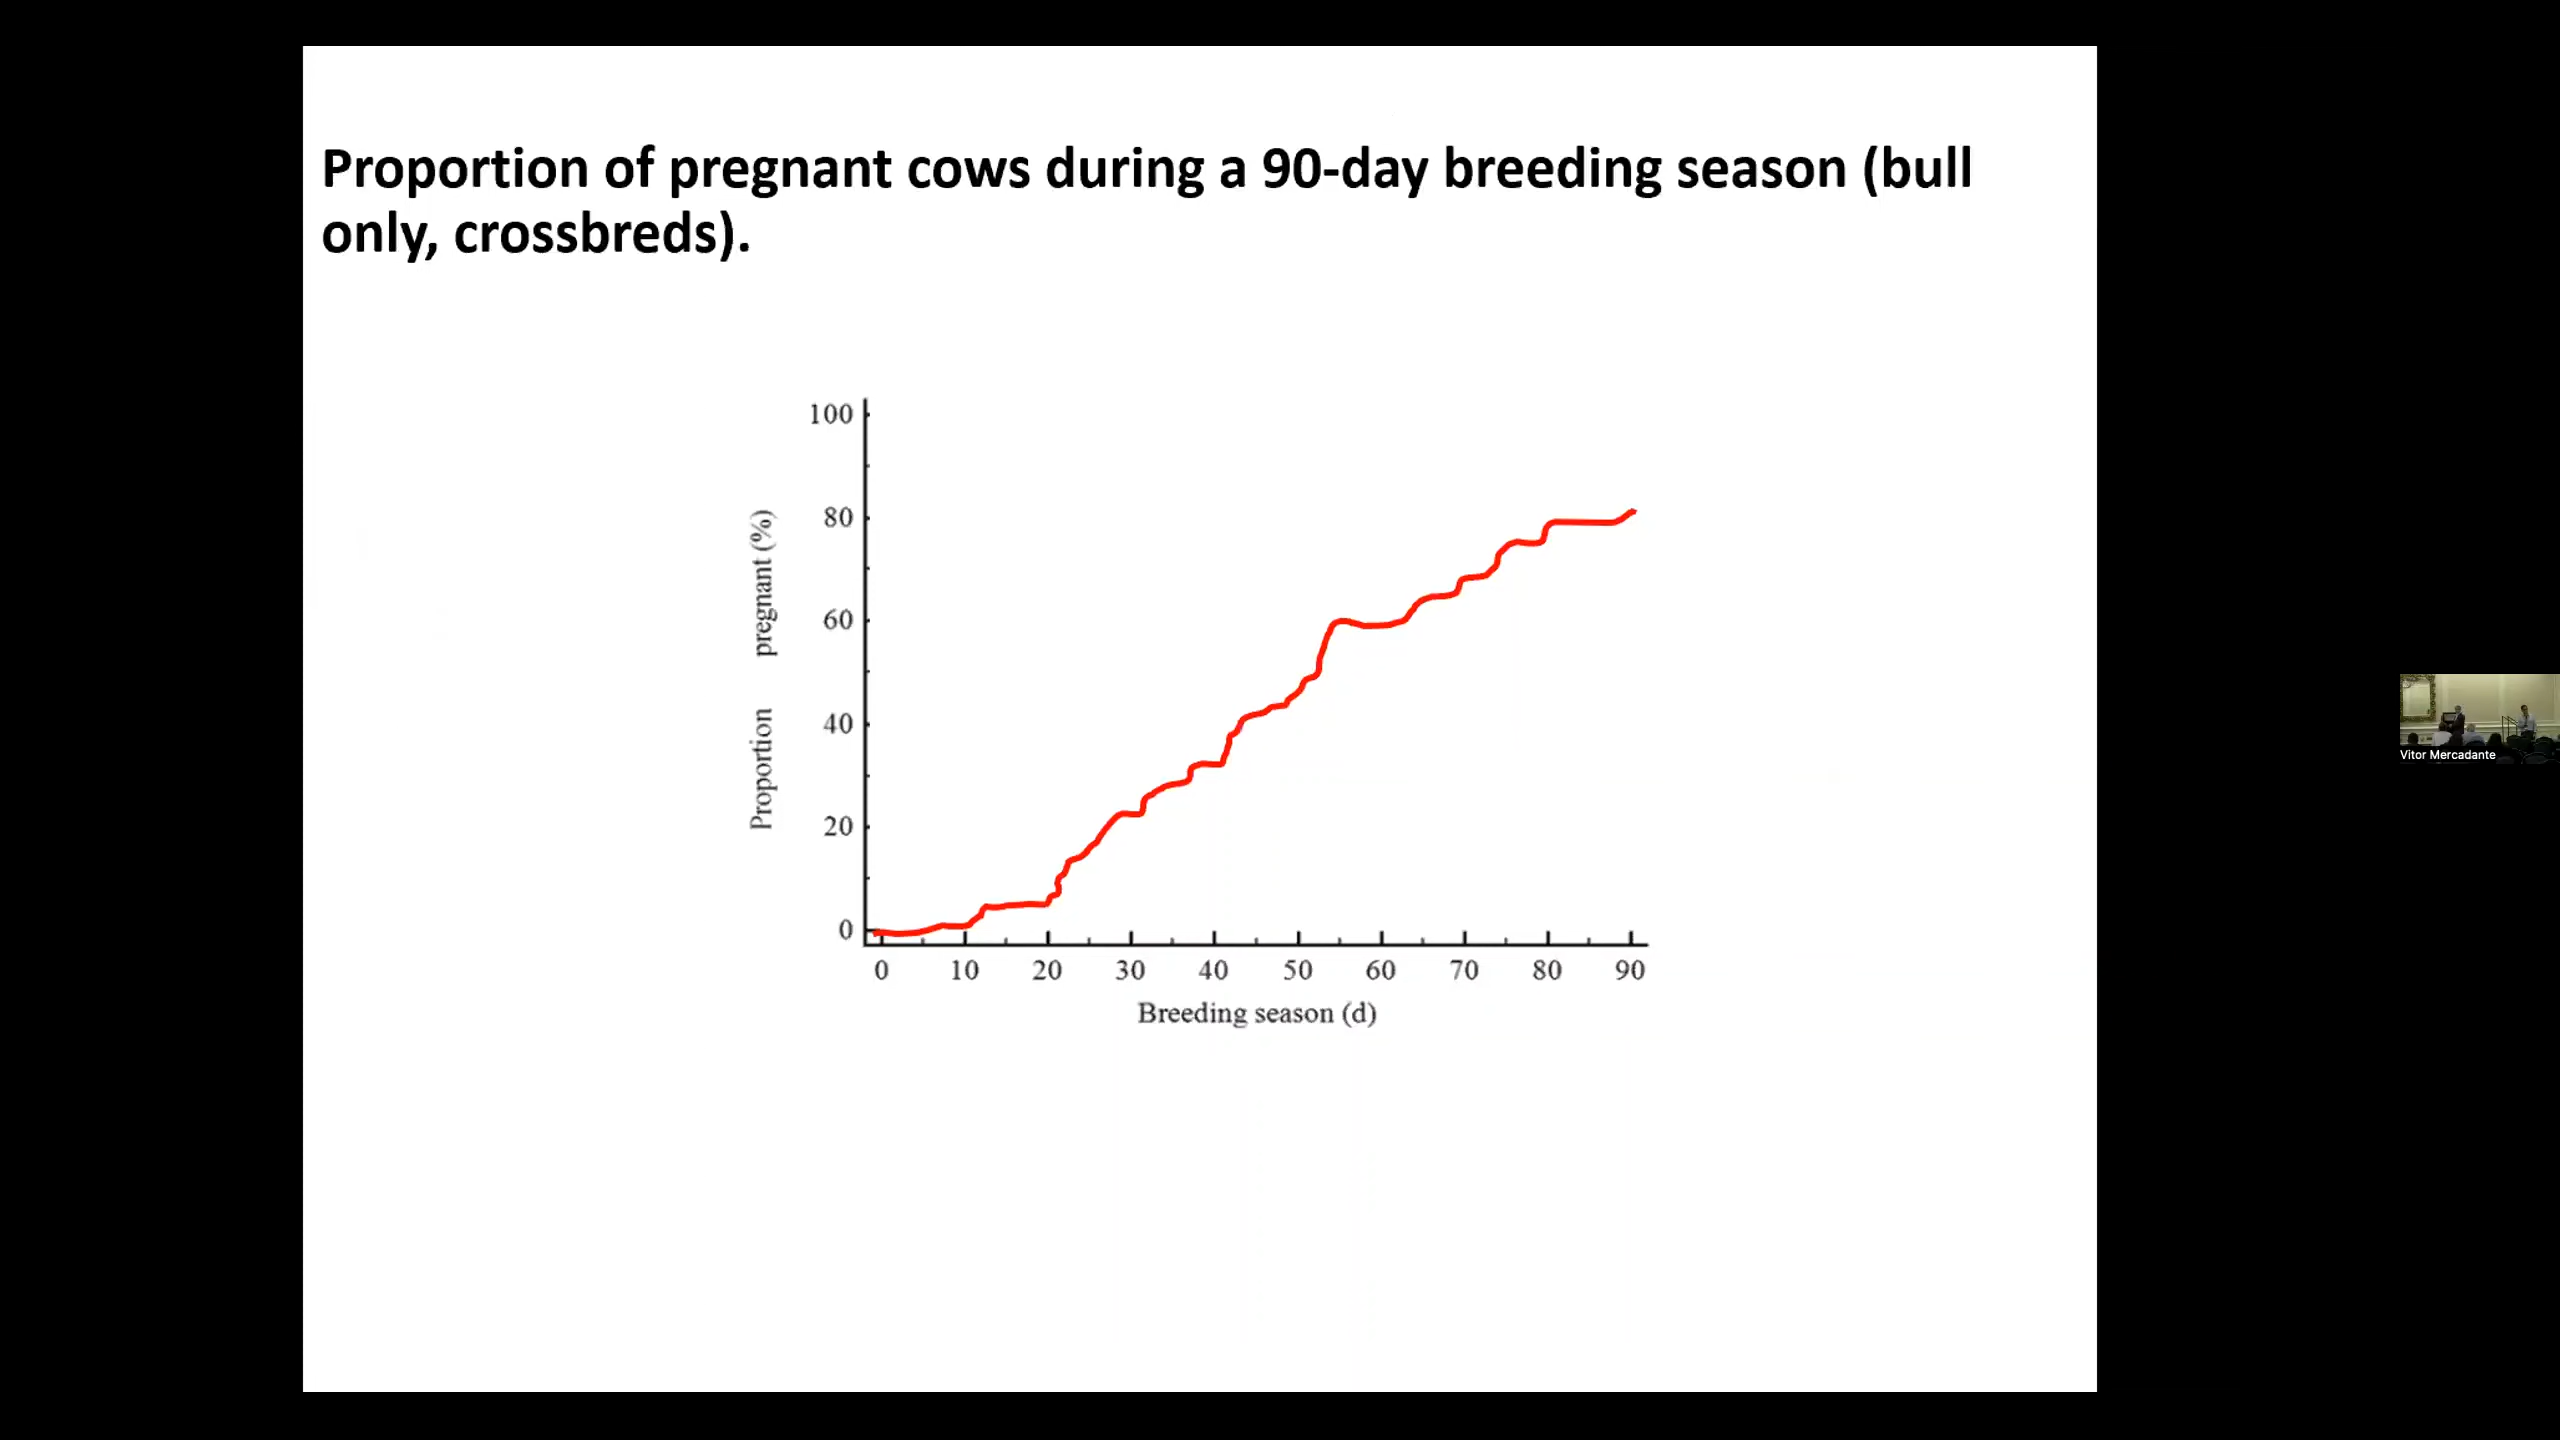 Proportion of pregnant cows during a 90-day breeding season (bull
only, crossbreds).
100
80
60
40
20
0
Proportion pregnant (%)
0 10 20 30 40 50 60 70 80 90
Breeding season (d)
Vitor Mercadante